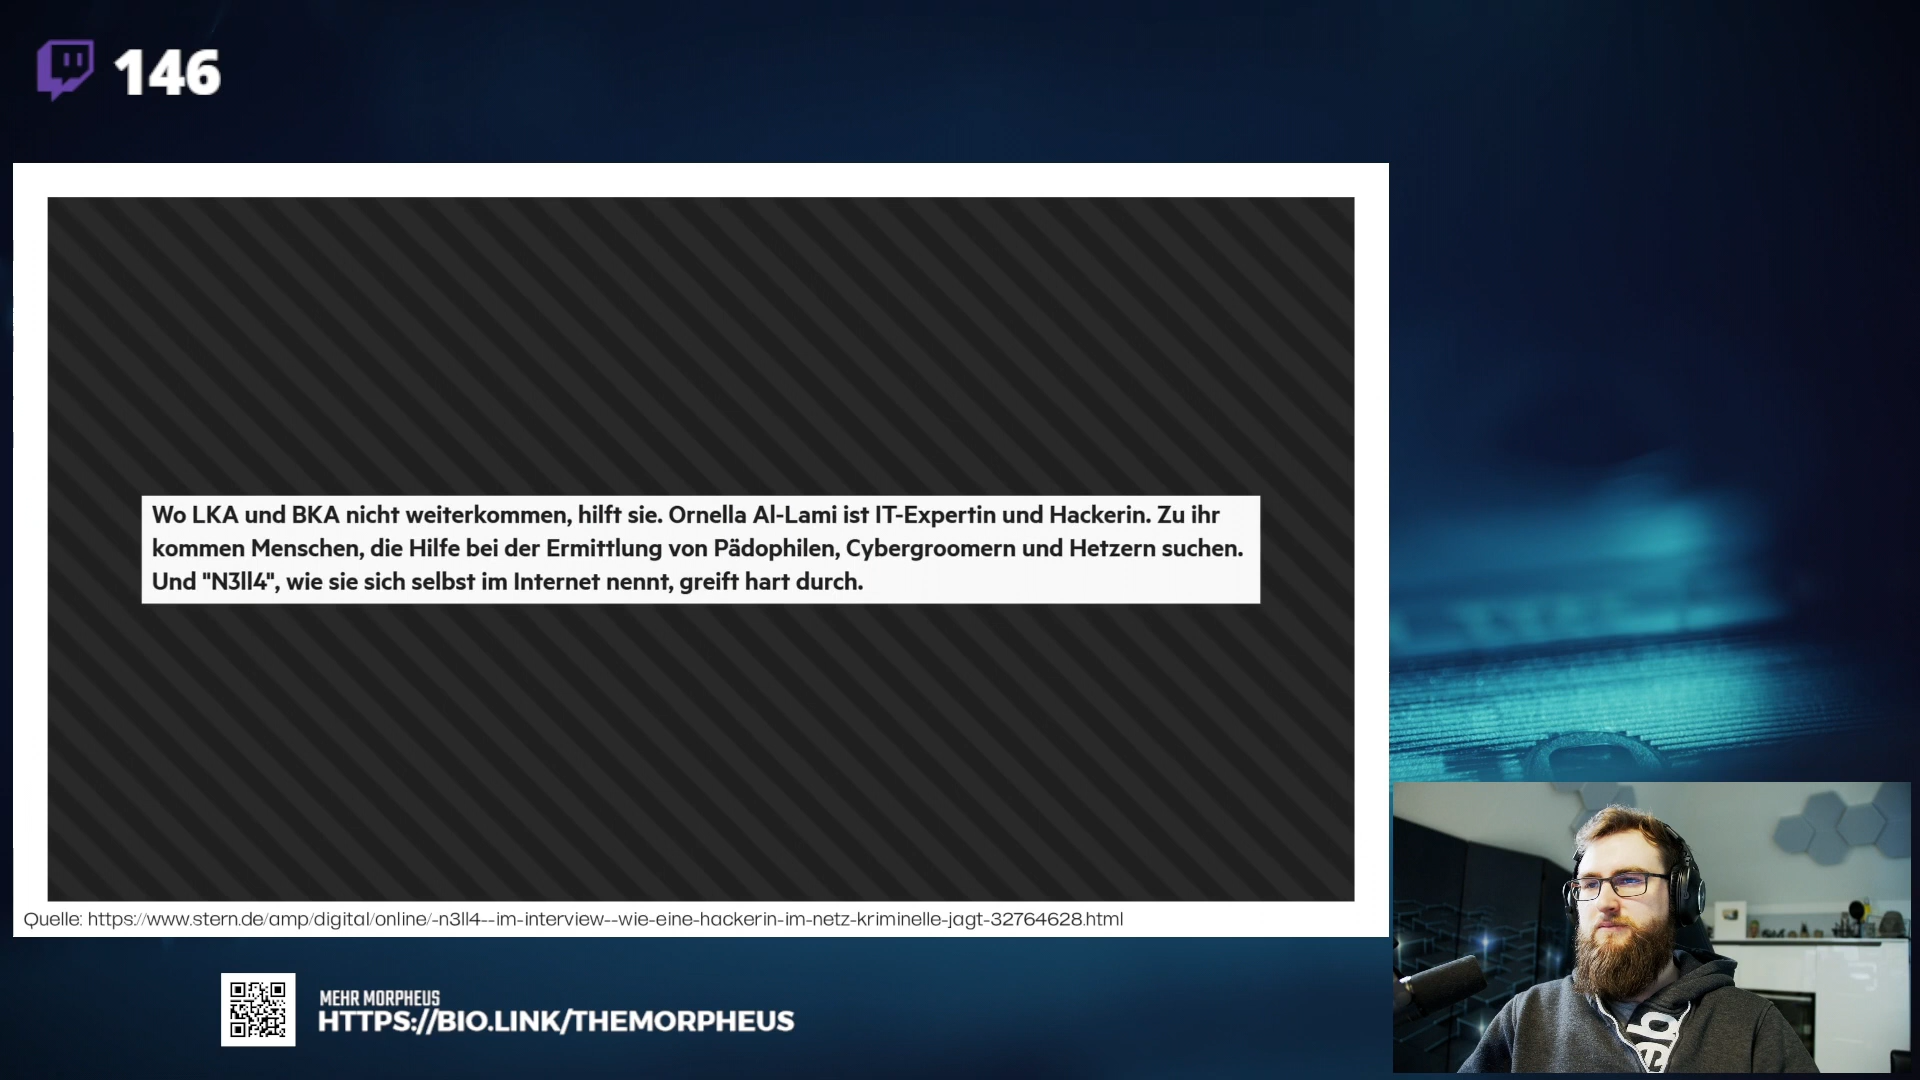 146
Wo LKA und BKA nicht weiterkommen, hilft sie. Ornella Al-Lami ist IT-Expertin und Hackerin. Zu ihr
kommen Menschen, die Hilfe bei der Ermittlung von Pädophilen, Cybergroomern und Hetzern suchen.
Und "N3ll4", wie sie sich selbst im Internet nennt, greift hart durch.
Quelle: https://www.stern.de/amp/digital/online/-n3ll4--im-interview--wie-eine-hackerin-im-netz-kriminelle-jagt-32764628.html
MEHR MORPHEUS
HTTPS://BIO.LINK/THEMORPHEUS